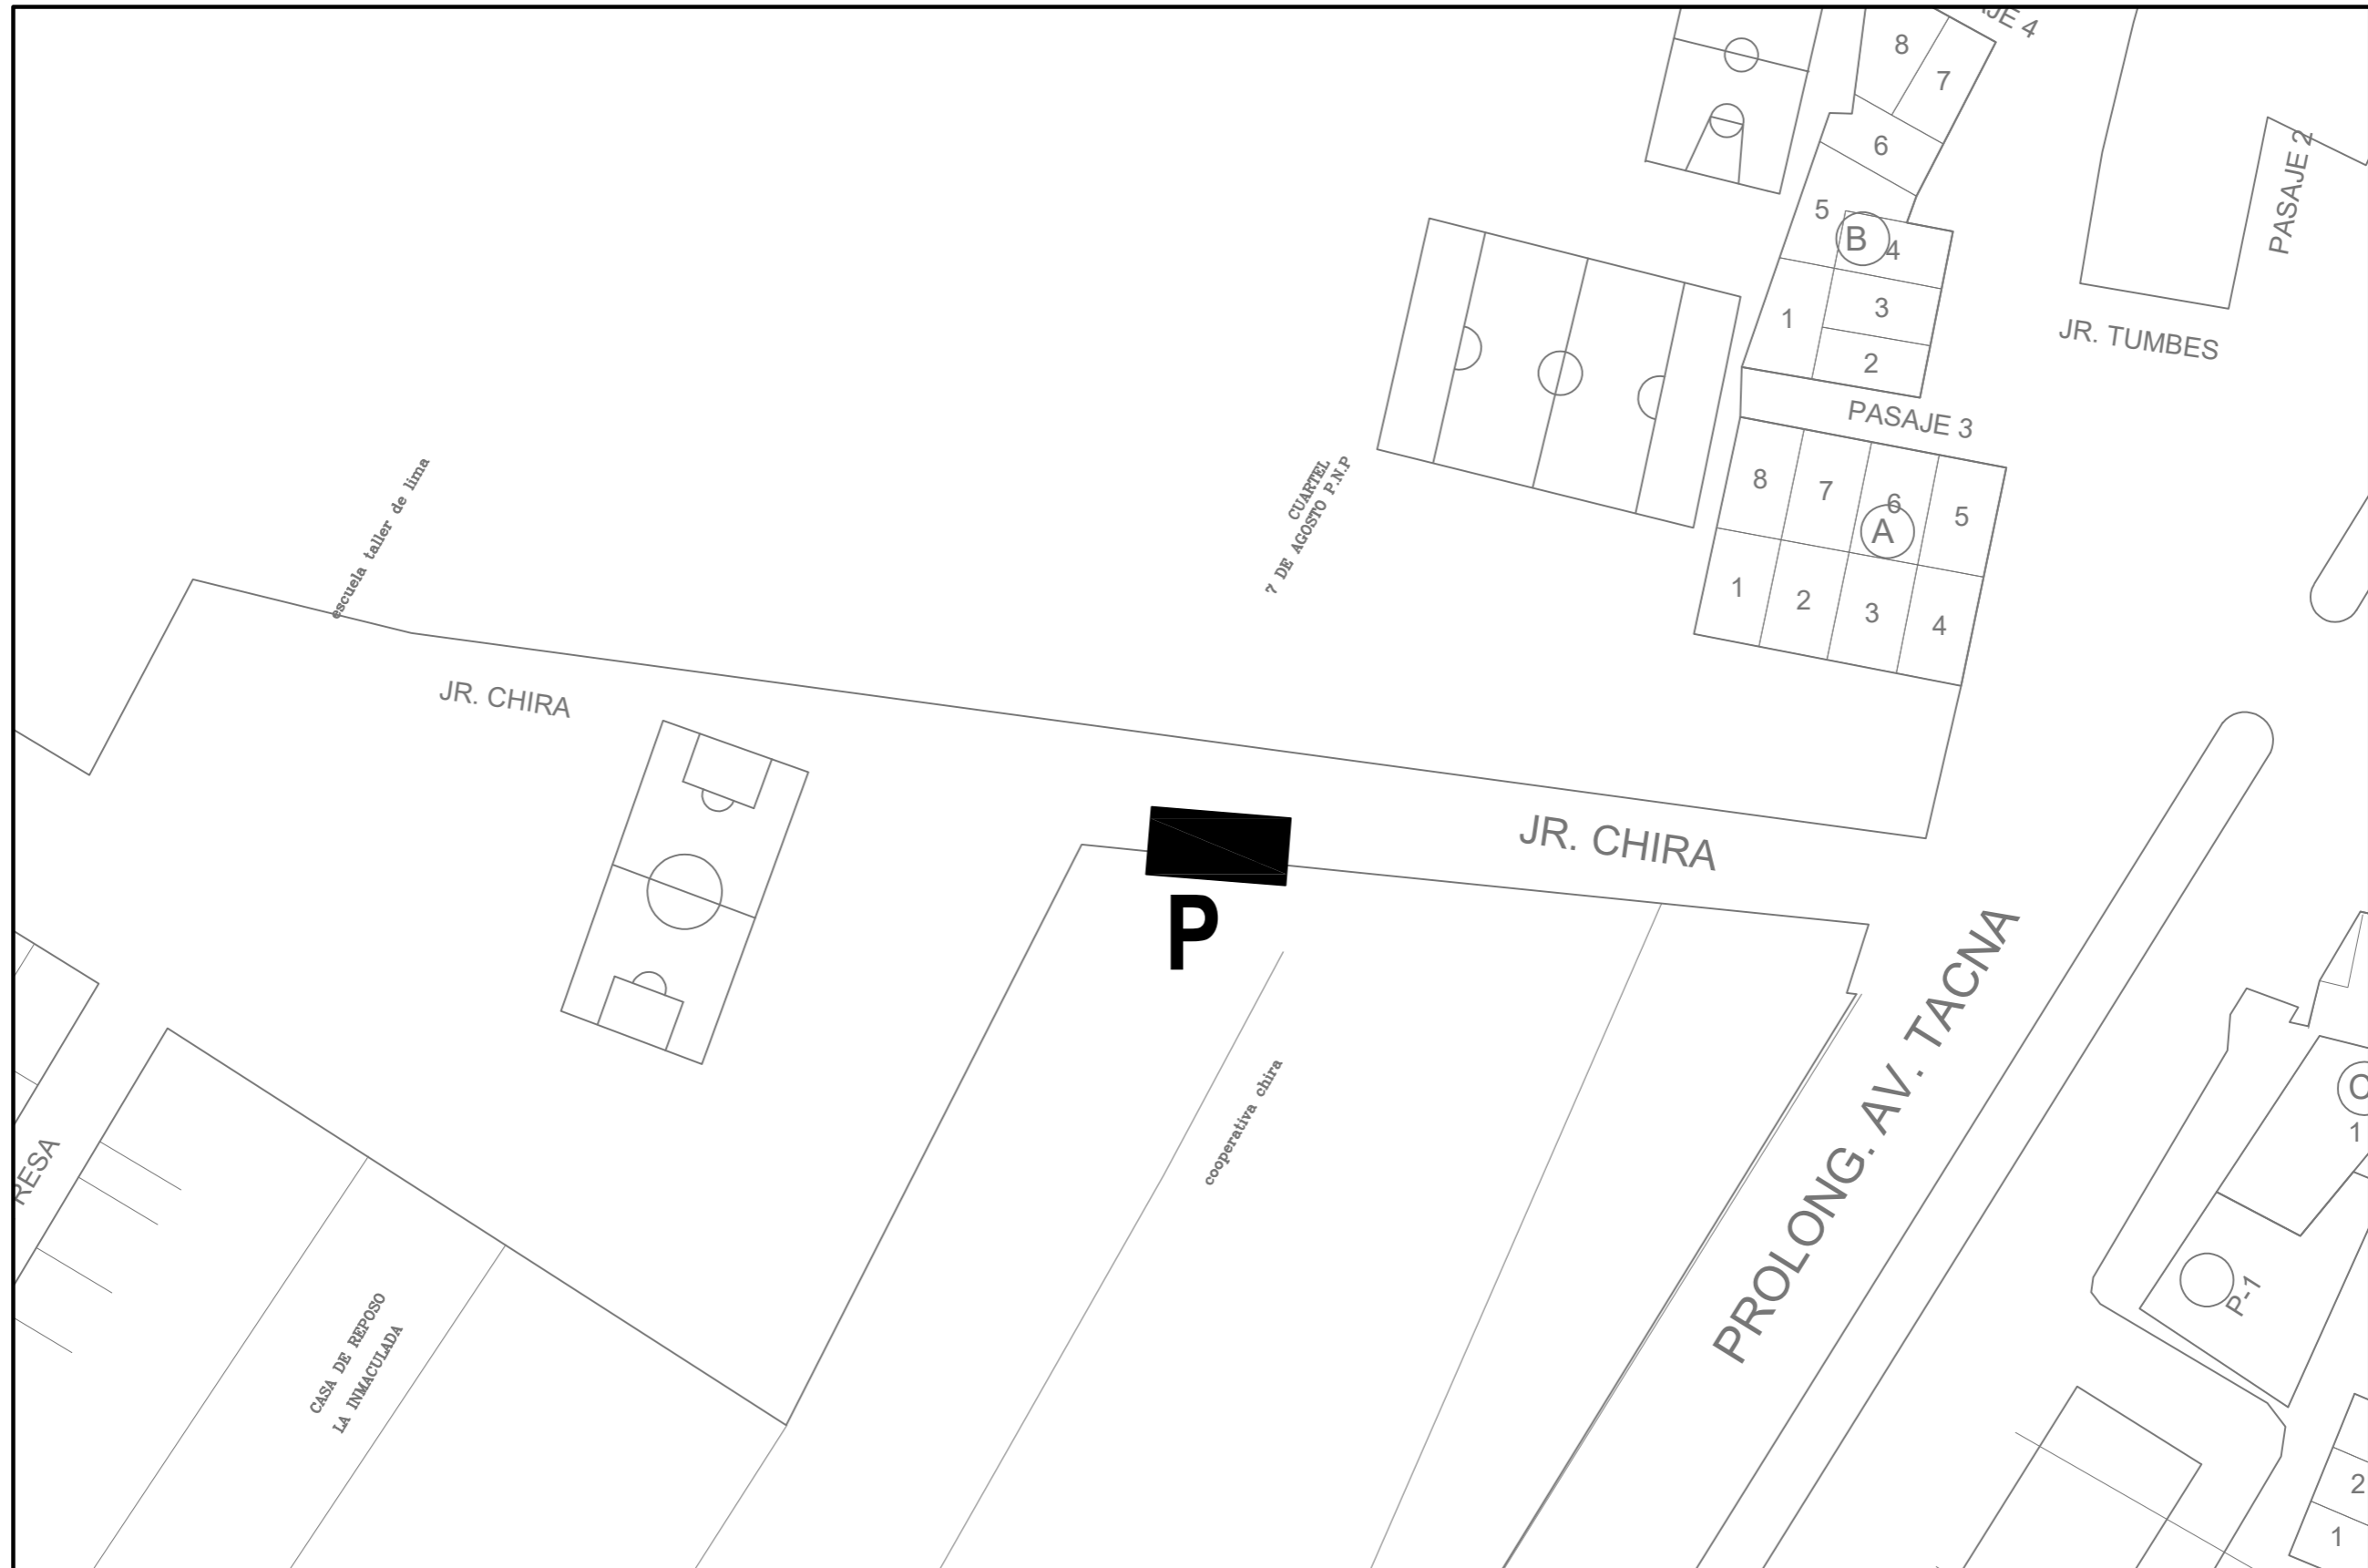 JE 4
8
7
6
5
B
4
1
3
2
PASAJE 2
JR. TUMBES
PASAJE 3
8
7
6
5
A
1
2
3
4
escuela taller de lima
CUARTEL
7 DE AGOSTO P.N.P
JR. CHIRA
JR. CHIRA
P
PROLONG. AV. TACNA
cooperativa chira
RESA
CASA DE REPOSO
LA INMACULADA
1
P-1
2
1